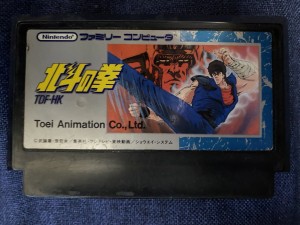 Nintendo ファミリーコンピュータ
北斗の拳
TOF-HK
Toei Animation Co., Ltd.